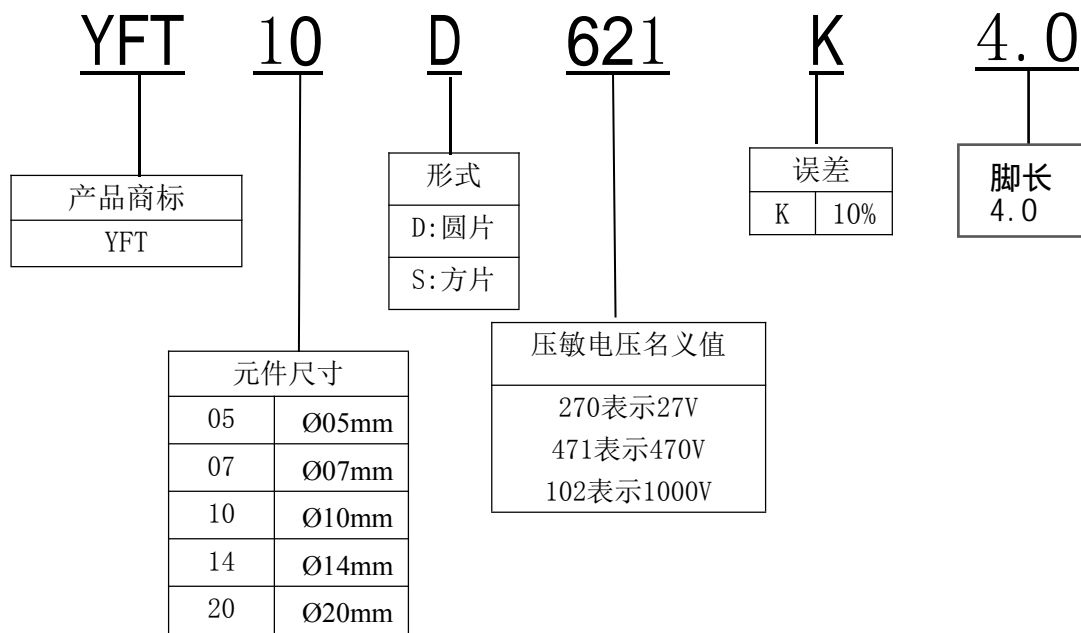 YFT 10 D 621 K 4.0
产品商标
YFT
形式
D:圆片
S:方片
误差
K 10%
脚长
4.0
元件尺寸
05 Ø05mm
07 Ø07mm
10 Ø10mm
14 Ø14mm
20 Ø20mm
压敏电压名义值
270表示27V
471表示470V
102表示1000V